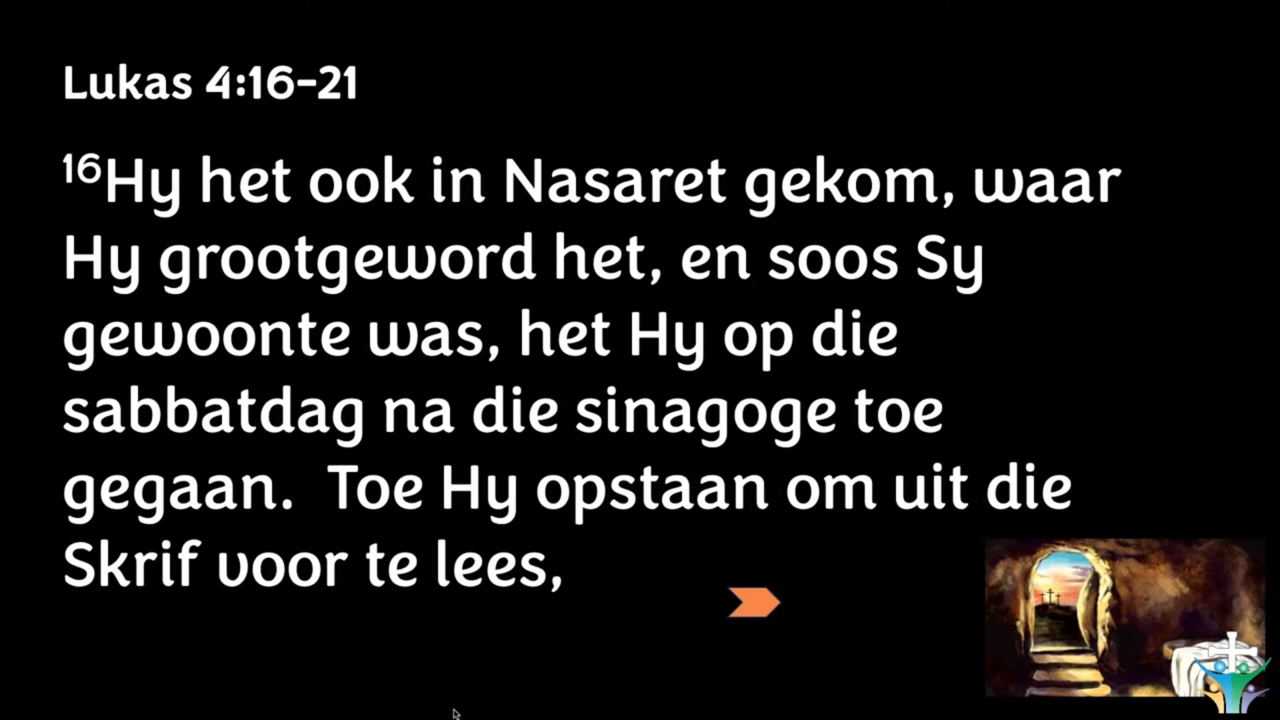 Lukas 4:16-21
¹⁶Hy het ook in Nasaret gekom, waar
Hy grootgeword het, en soos Sy
gewoonte was, het Hy op die
sabbatdag na die sinagoge toe
gegaan.  Toe Hy opstaan om uit die
Skrif voor te lees,